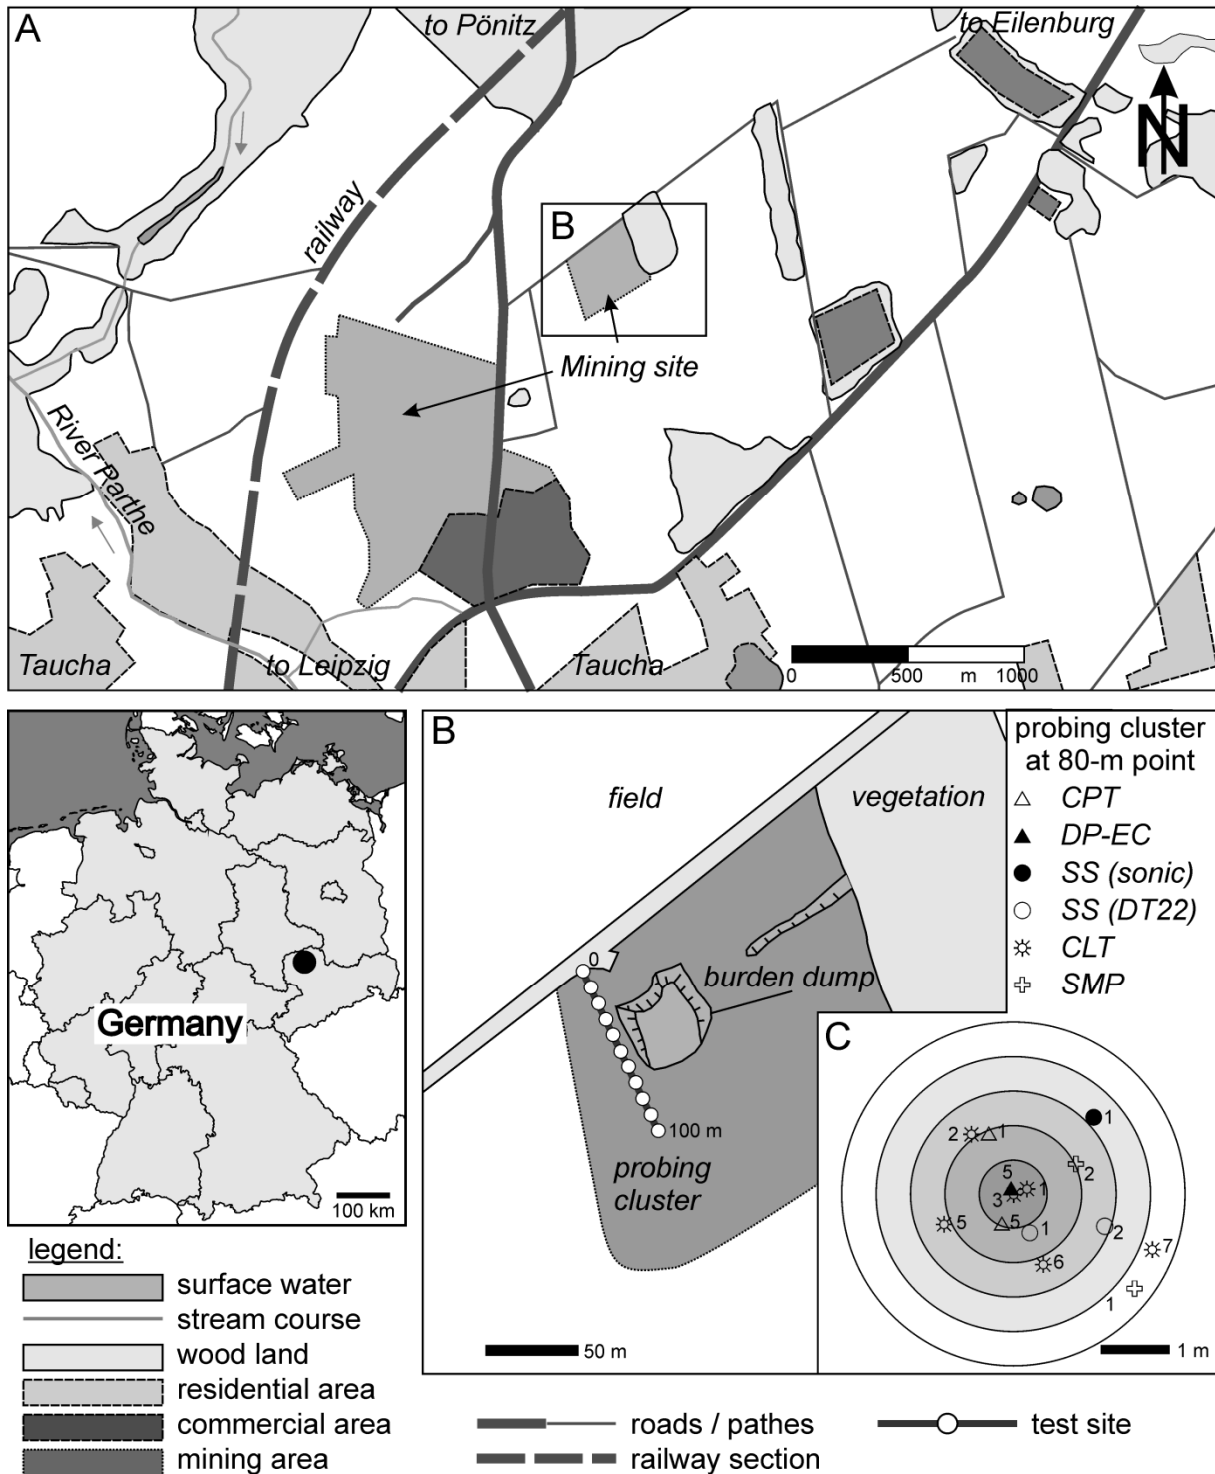 A
to Pönitz
to Eilenburg
N
railway
B
Mining site
River Parthe
Taucha
to Leipzig
Taucha
0 500 m 1000
Germany
100 km
B
field
vegetation
0
burden dump
100 m
probing
cluster
50 m
probing cluster
at 80-m point
CPT
DP-EC
SS (sonic)
SS (DT22)
CLT
SMP
C
1
2 1
2
5
1
3
5 5 1
2
6 7
1
1 m
legend:
surface water
stream course
wood land
residential area
commercial area
mining area
roads / pathes
railway section
test site